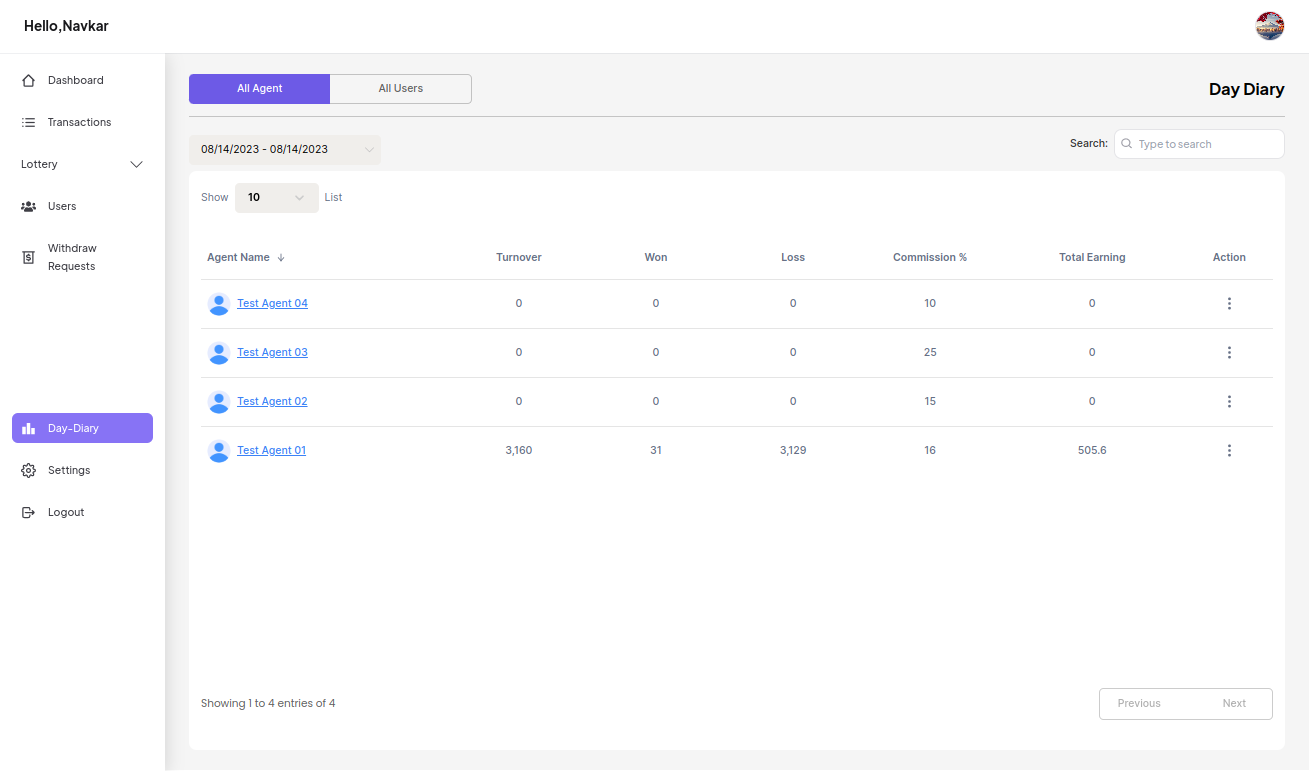 Hello,Navkar
Dashboard
Transactions
Lottery
Users
Withdraw
Requests
Day-Diary
Settings
Logout
All Agent All Users
Day Diary
08/14/2023 - 08/14/2023
Search: Type to search
Show 10 List
Agent Name Turnover Won Loss Commission % Total Earning Action
Test Agent 04 0 0 0 10 0
Test Agent 03 0 0 0 25 0
Test Agent 02 0 0 0 15 0
Test Agent 01 3,160 31 3,129 16 505.6
Showing 1 to 4 entries of 4
Previous Next